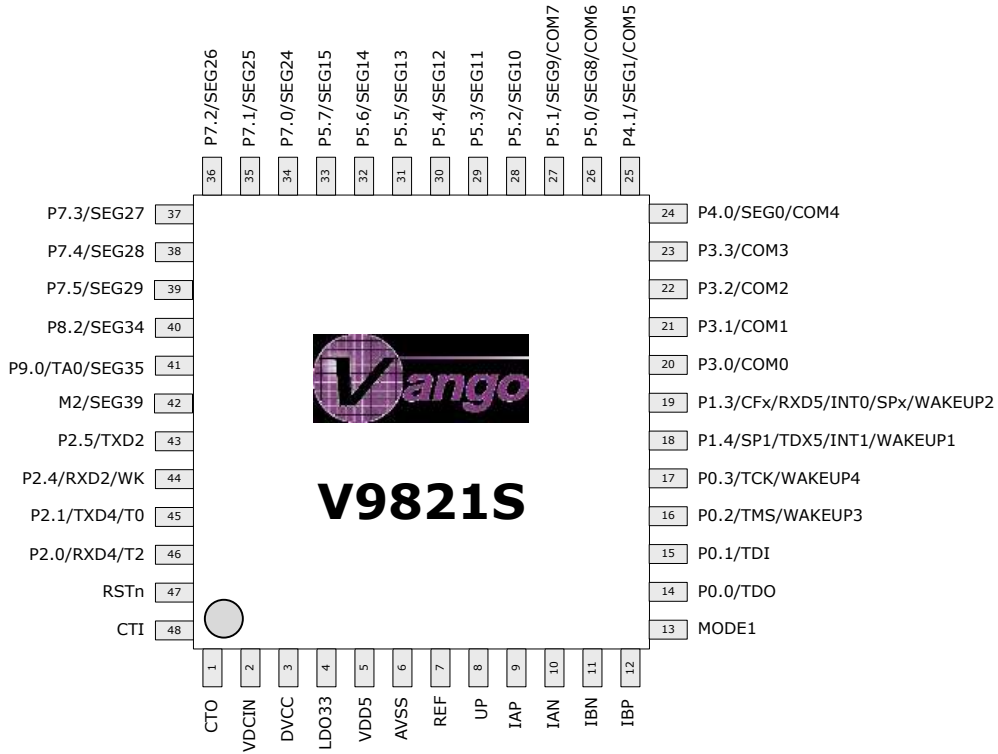 P7.2/SEG26
P7.1/SEG25
P7.0/SEG24
P5.7/SEG15
P5.6/SEG14
P5.5/SEG13
P5.4/SEG12
P5.3/SEG11
P5.2/SEG10
P5.1/SEG9/COM7
P5.0/SEG8/COM6
P4.1/SEG1/COM5
36 35 34 33 32 31 30 29 28 27 26 25
P7.3/SEG27 37
P7.4/SEG28 38
P7.5/SEG29 39
P8.2/SEG34 40
P9.0/TA0/SEG35 41
M2/SEG39 42
P2.5/TXD2 43
P2.4/RXD2/WK 44
P2.1/TXD4/T0 45
P2.0/RXD4/T2 46
RSTn 47
CTI 48
Vango
V9821S
24 P4.0/SEG0/COM4
23 P3.3/COM3
22 P3.2/COM2
21 P3.1/COM1
20 P3.0/COM0
19 P1.3/CFx/RXD5/INT0/SPx/WAKEUP2
18 P1.4/SP1/TDX5/INT1/WAKEUP1
17 P0.3/TCK/WAKEUP4
16 P0.2/TMS/WAKEUP3
15 P0.1/TDI
14 P0.0/TDO
13 MODE1
1 2 3 4 5 6 7 8 9 10 11 12
CTO
VDCIN
DVCC
LDO33
VDD5
AVSS
REF
UP
IAP
IAN
IBN
IBP